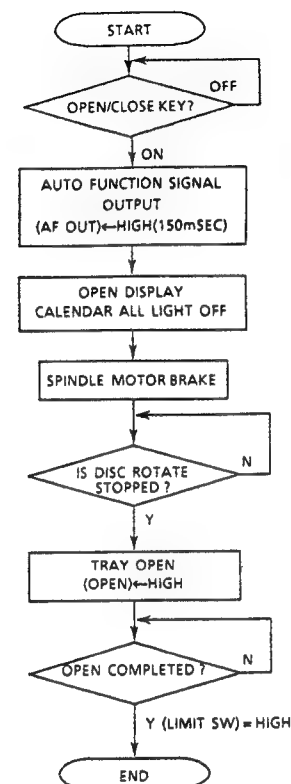 START
OFF
OPEN/CLOSE KEY?
ON
AUTO FUNCTION SIGNAL
OUTPUT
(AF OUT)←HIGH(150mSEC)
OPEN DISPLAY
CALENDAR ALL LIGHT OFF
SPINDLE MOTOR BRAKE
IS DISC ROTATE
STOPPED ?
N
Y
TRAY OPEN
(OPEN)←HIGH
OPEN COMPLETED ?
N
Y (LIMIT SW) = HIGH
END